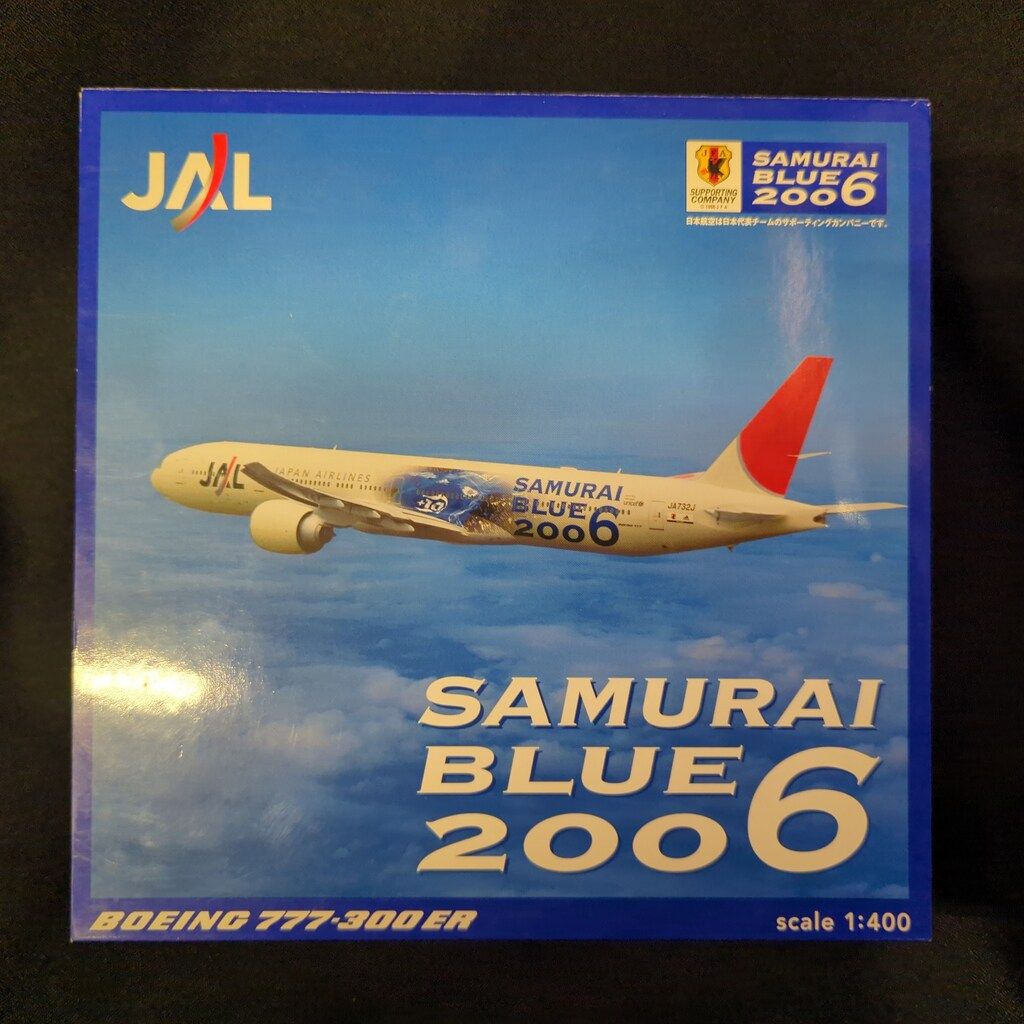 JAL
JFA
SUPPORTING
COMPANY
SAMURAI
BLUE
2006
日本航空は日本代表チームのサポーティングカンパニーです。
JAL
JAPAN AIRLINES
SAMURAI
BLUE
2006
unicef
JA732J
SAMURAI
BLUE
2006
BOEING 777-300ER
scale 1:400